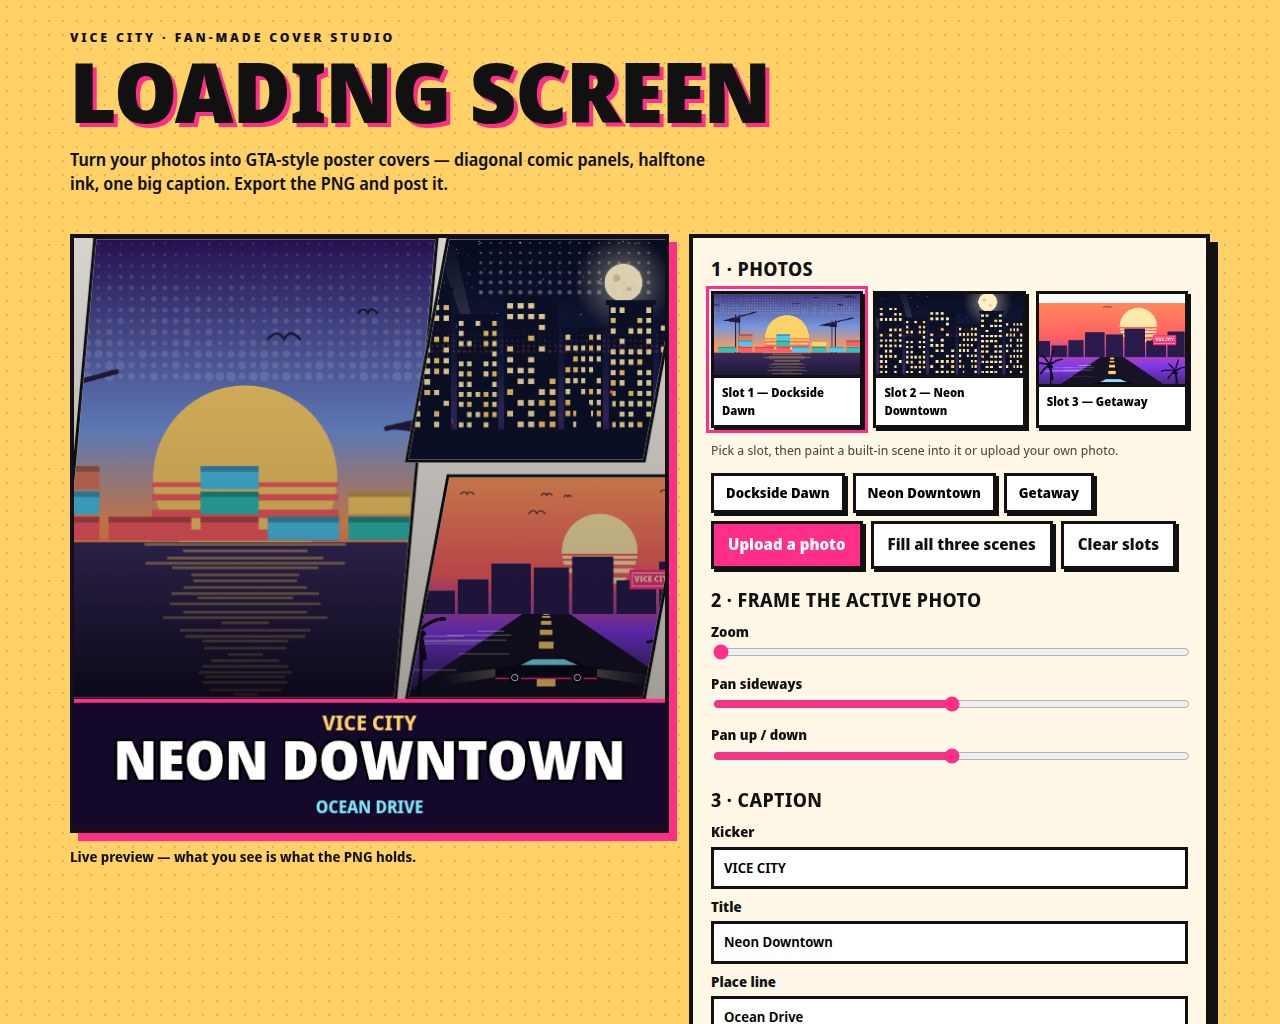 VICE CITY · FAN-MADE COVER STUDIO
LOADING SCREEN
Turn your photos into GTA-style poster covers — diagonal comic panels, halftone
ink, one big caption. Export the PNG and post it.
VICE CITY
NEON DOWNTOWN
OCEAN DRIVE
Live preview — what you see is what the PNG holds.
1 · PHOTOS
VICE CITY
Slot 1 — Dockside
Dawn
Slot 2 — Neon
Downtown
Slot 3 — Getaway
Pick a slot, then paint a built-in scene into it or upload your own photo.
Dockside Dawn
Neon Downtown
Getaway
Upload a photo
Fill all three scenes
Clear slots
2 · FRAME THE ACTIVE PHOTO
Zoom
Pan sideways
Pan up / down
3 · CAPTION
Kicker
VICE CITY
Title
Neon Downtown
Place line
Ocean Drive